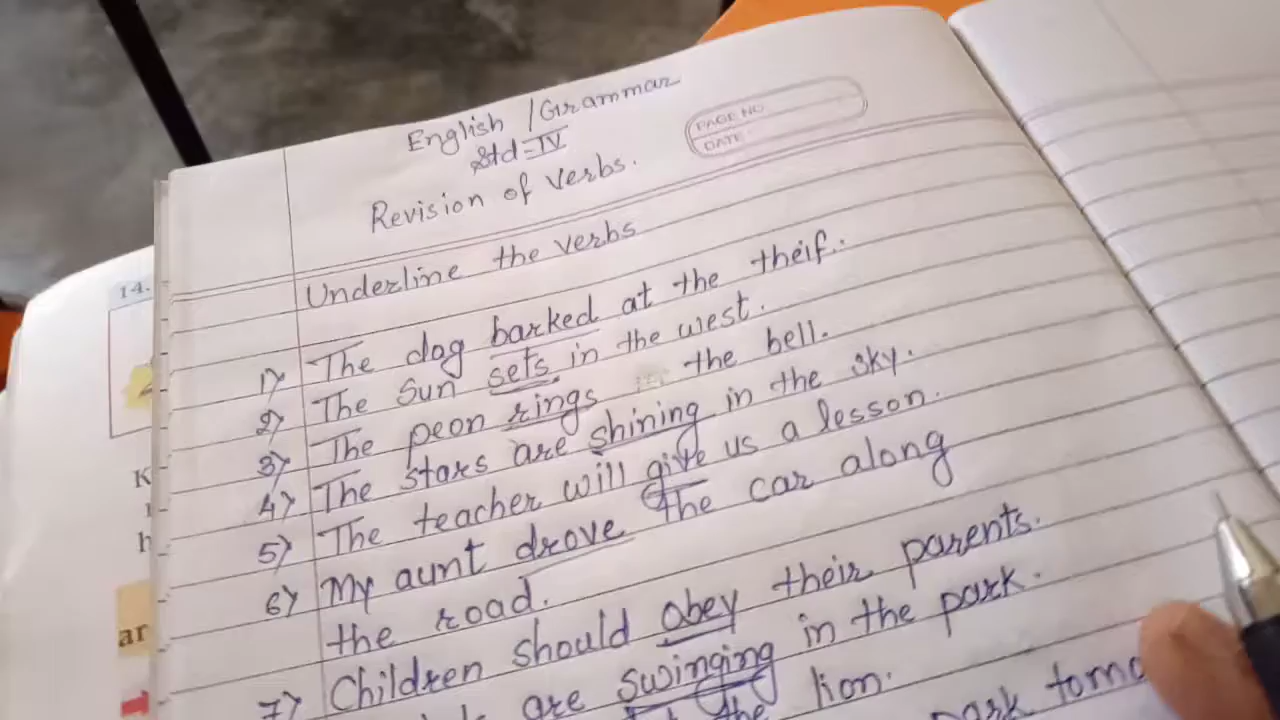 English /Grammar
Std-IV
PAGE NO
DATE
Revision of verbs.
Underline the verbs
1) The dog barked at the theif.
2) The Sun sets in the west.
3) The peon rings the bell.
4) The stars are shining in the sky.
5) The teacher will give us a lesson.
6) My aunt drove the car along
the road.
7) Children should obey their parents.
are swinging in the park.
the lion.
park
14.
K
h
ar